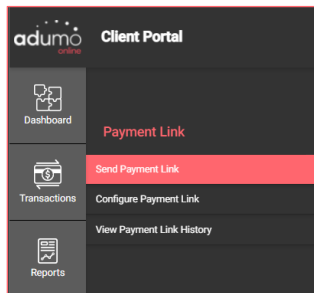 adumo
online
Client Portal
Dashboard
Payment Link
Send Payment Link
Transactions
Configure Payment Link
View Payment Link History
Reports